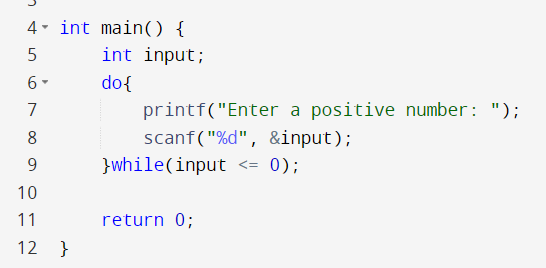 3
4 int main() {
5     int input;
6     do{
7         printf("Enter a positive number: ");
8         scanf("%d", &input);
9     }while(input <= 0);
10
11     return 0;
12 }